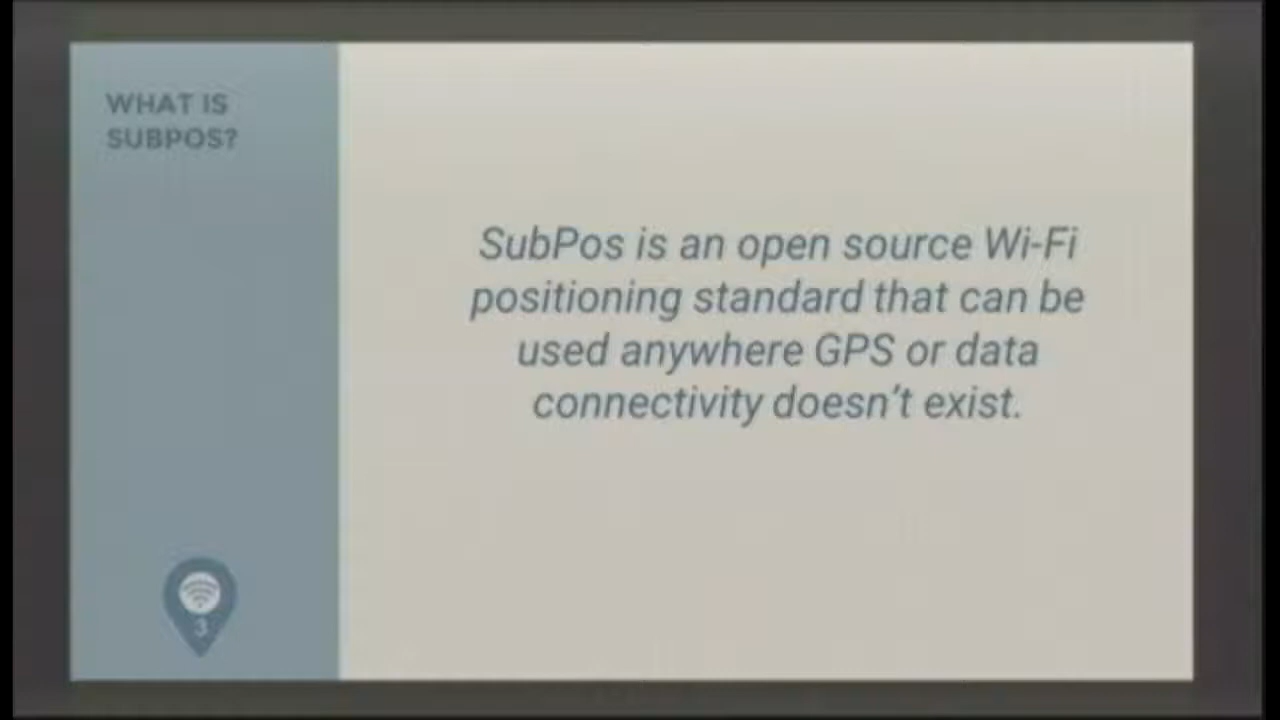 WHAT IS
SUBPOS?
SubPos is an open source Wi-Fi
positioning standard that can be
used anywhere GPS or data
connectivity doesn't exist.
3